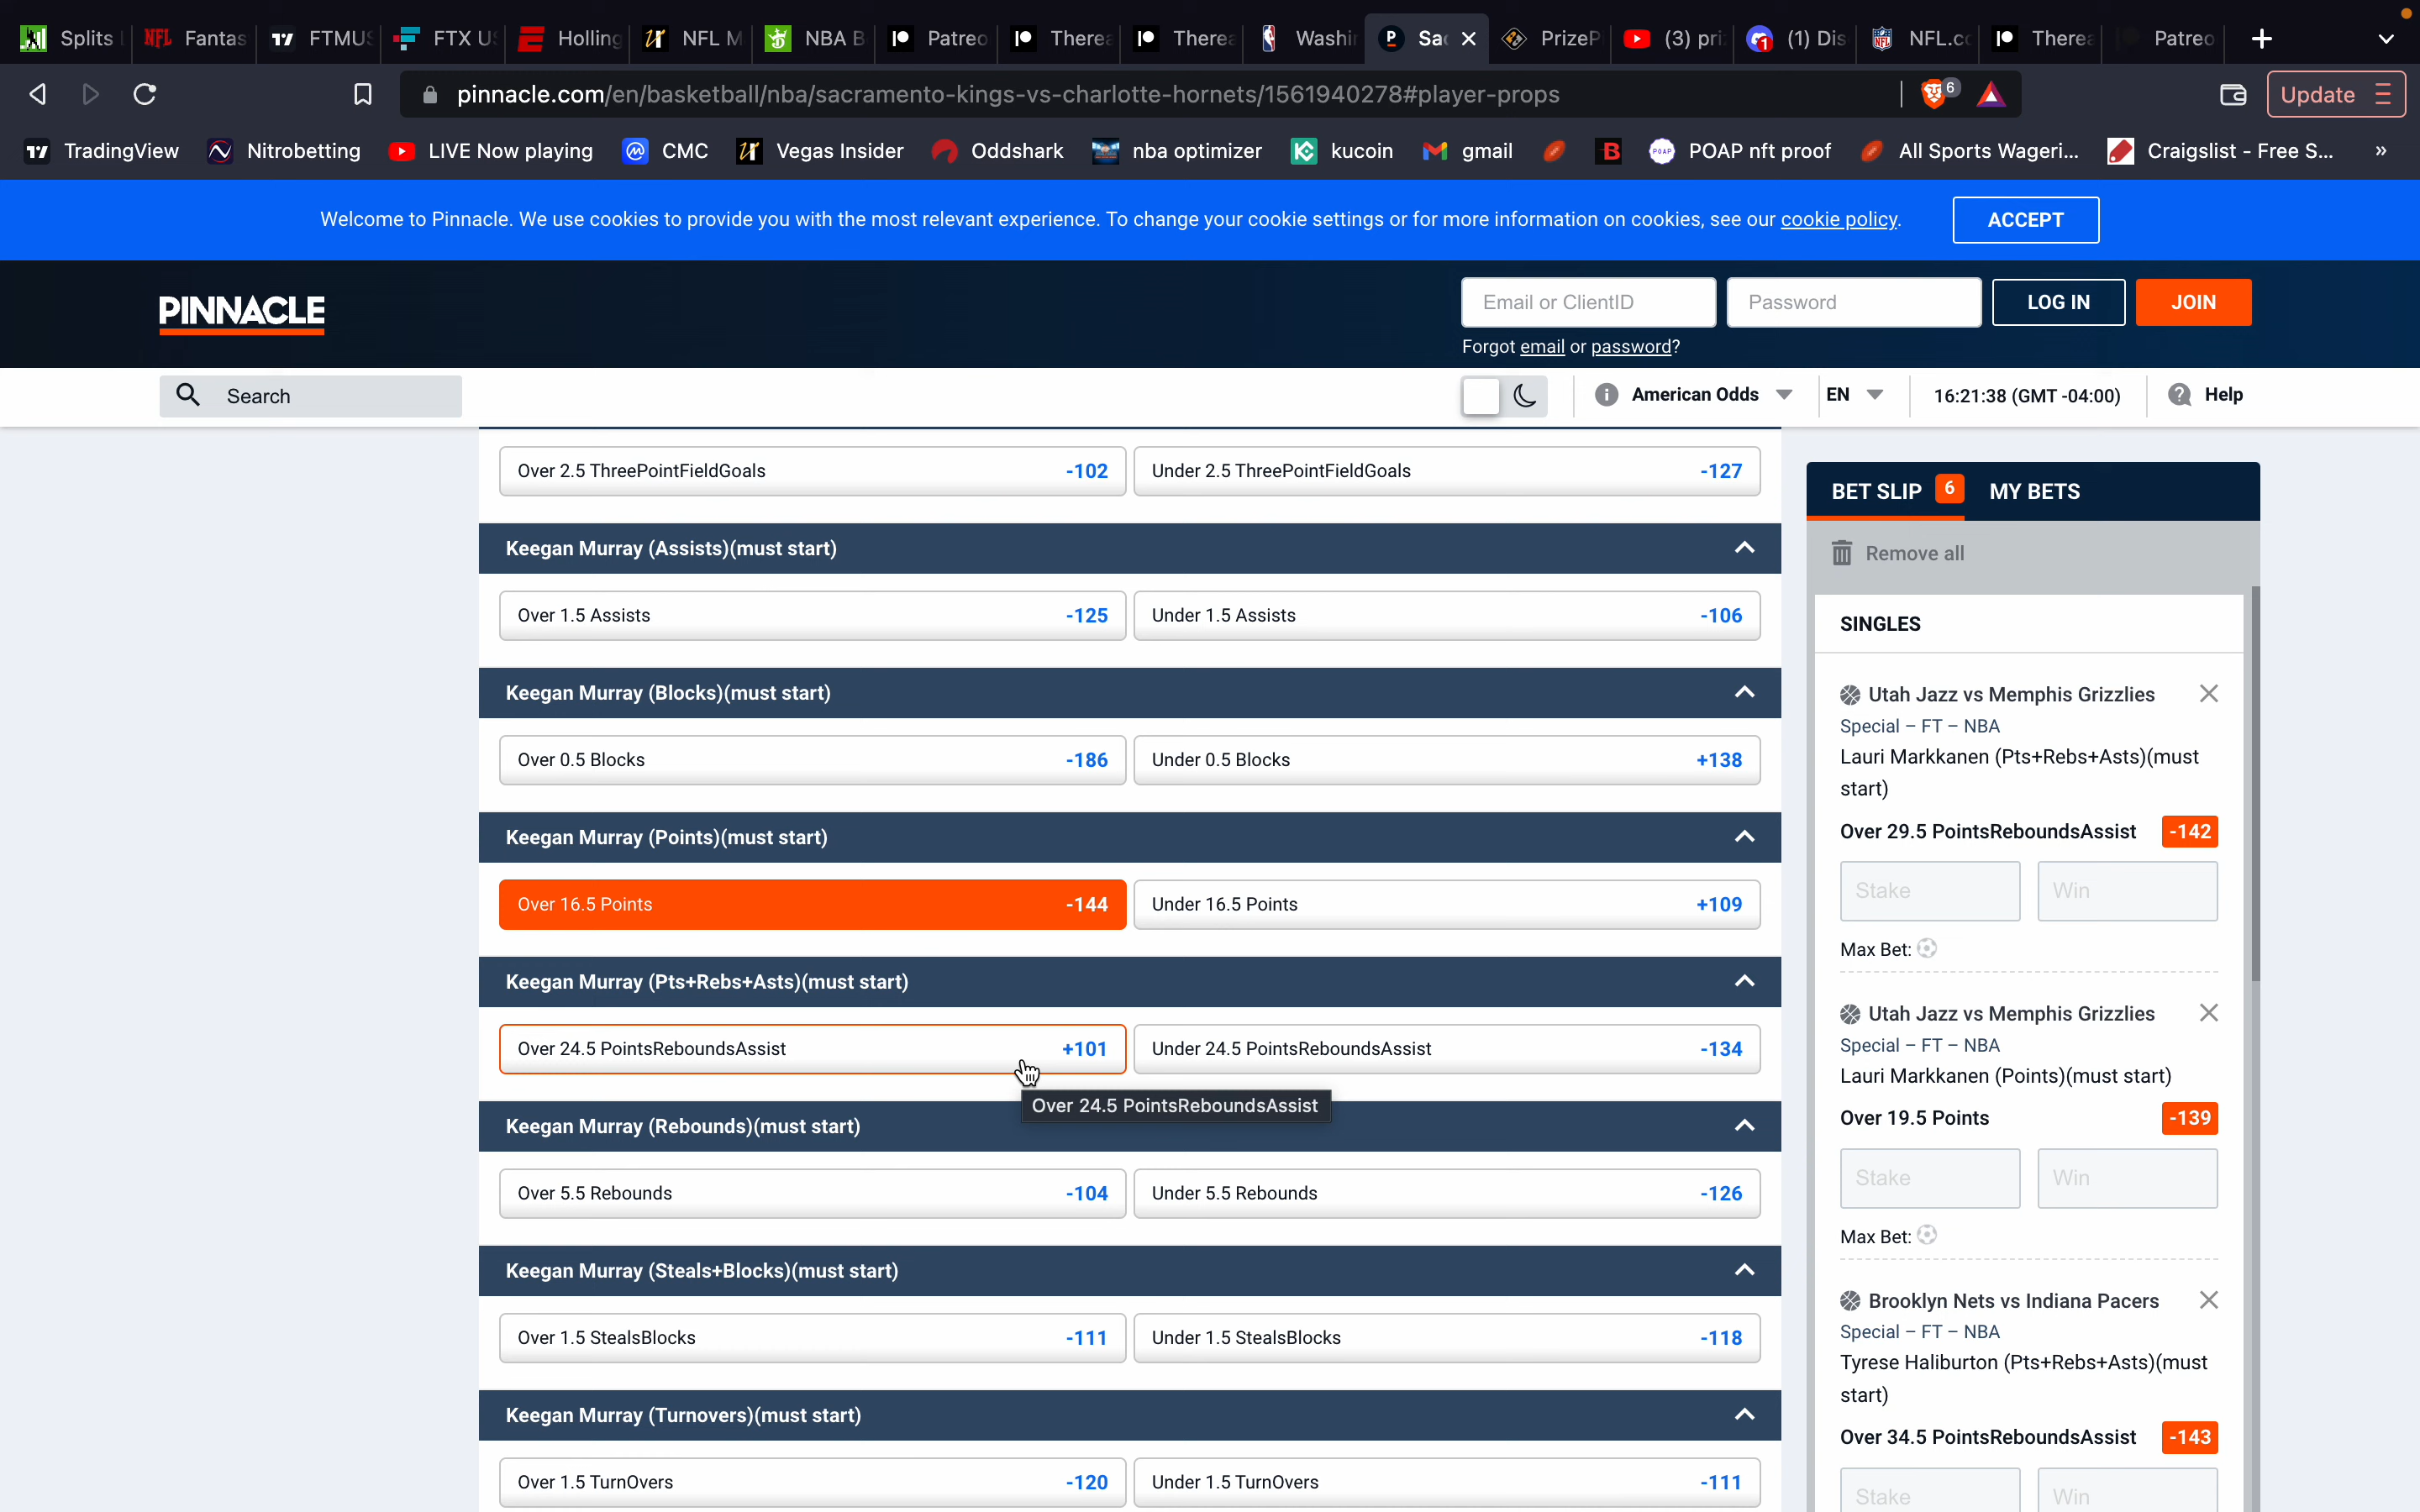 Splits
NFL Fantas
FTMUS
FTX US
Holling
NFL M
NBA B
Patreo
Therea
Therea
Washi
Sac
PrizeP
(3) pri
(1) Dis
NFL.co
Therea
Patreo
pinnacle.com/en/basketball/nba/sacramento-kings-vs-charlotte-hornets/1561940278#player-props
6
Update
TradingView
Nitrobetting
LIVE Now playing
CMC
Vegas Insider
Oddshark
nba optimizer
kucoin
gmail
B
POAP nft proof
All Sports Wageri...
Craigslist - Free S...
»
Welcome to Pinnacle. We use cookies to provide you with the most relevant experience. To change your cookie settings or for more information on cookies, see our cookie policy.
ACCEPT
PINNACLE
Email or ClientID
Password
LOG IN
JOIN
Forgot email or password?
Search
American Odds
EN
16:21:38 (GMT -04:00)
Help
Over 2.5 ThreePointFieldGoals -102
Under 2.5 ThreePointFieldGoals -127
Keegan Murray (Assists)(must start)
Over 1.5 Assists -125
Under 1.5 Assists -106
Keegan Murray (Blocks)(must start)
Over 0.5 Blocks -186
Under 0.5 Blocks +138
Keegan Murray (Points)(must start)
Over 16.5 Points -144
Under 16.5 Points +109
Keegan Murray (Pts+Rebs+Asts)(must start)
Over 24.5 PointsReboundsAssist +101
Under 24.5 PointsReboundsAssist -134
Over 24.5 PointsReboundsAssist
Keegan Murray (Rebounds)(must start)
Over 5.5 Rebounds -104
Under 5.5 Rebounds -126
Keegan Murray (Steals+Blocks)(must start)
Over 1.5 StealsBlocks -111
Under 1.5 StealsBlocks -118
Keegan Murray (Turnovers)(must start)
Over 1.5 TurnOvers -120
Under 1.5 TurnOvers -111
BET SLIP 6
MY BETS
Remove all
SINGLES
Utah Jazz vs Memphis Grizzlies
Special – FT – NBA
Lauri Markkanen (Pts+Rebs+Asts)(must
start)
Over 29.5 PointsReboundsAssist -142
Stake
Win
Max Bet:
Utah Jazz vs Memphis Grizzlies
Special – FT – NBA
Lauri Markkanen (Points)(must start)
Over 19.5 Points -139
Stake
Win
Max Bet:
Brooklyn Nets vs Indiana Pacers
Special – FT – NBA
Tyrese Haliburton (Pts+Rebs+Asts)(must
start)
Over 34.5 PointsReboundsAssist -143
Stake
Win